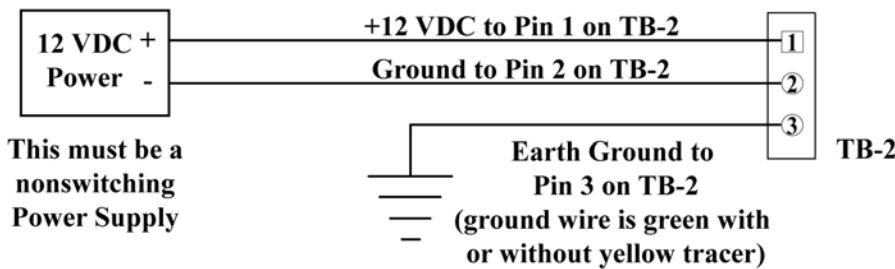 12 VDC +
Power -
+12 VDC to Pin 1 on TB-2
Ground to Pin 2 on TB-2
1
2
3
TB-2
This must be a
nonswitching
Power Supply
Earth Ground to
Pin 3 on TB-2
(ground wire is green with
or without yellow tracer)